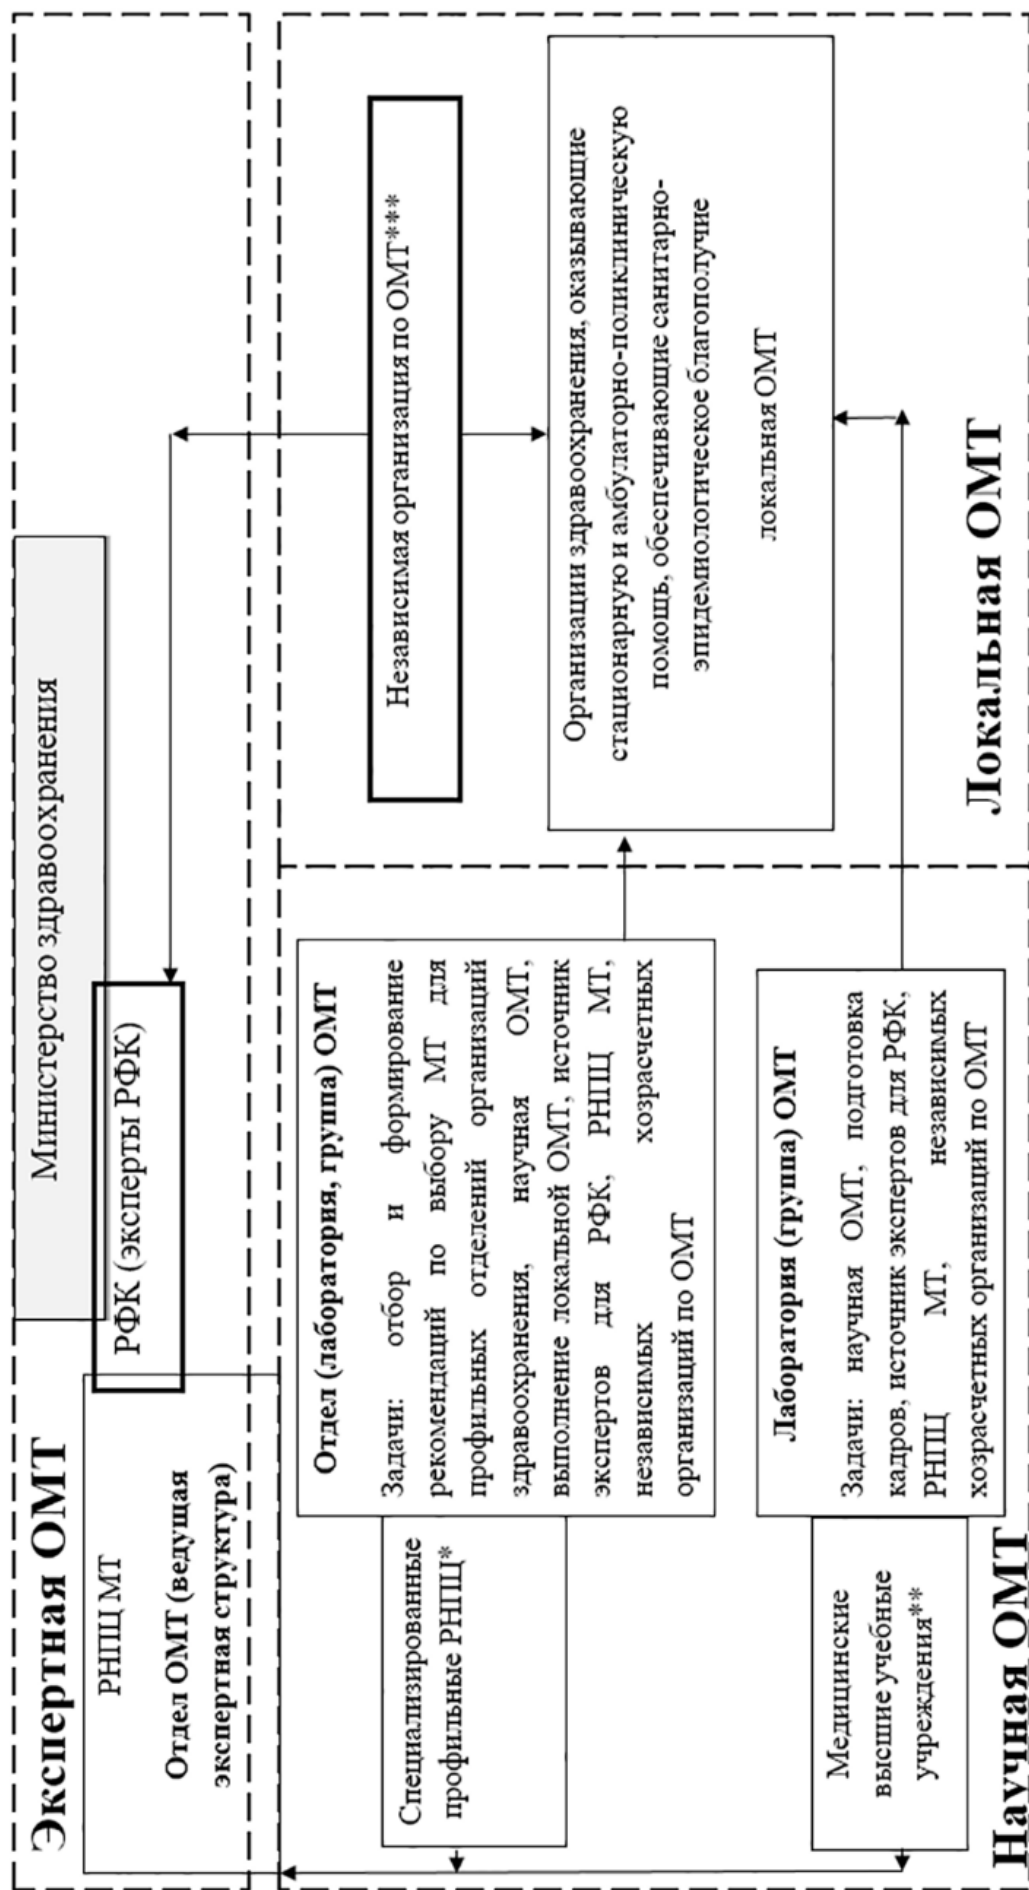 Экспертная ОМТ
Министерство здравоохранения
РНПЦ МТ
Отдел ОМТ (ведущая
экспертная структура)
РФК (эксперты РФК)
Специализированные
профильные РНПЦ*
Отдел (лаборатория, группа) ОМТ
Задачи: отбор и формирование
рекомендаций по выбору МТ для
профильных отделений организаций
здравоохранения, научная ОМТ,
выполнение локальной ОМТ, источник
экспертов для РФК, РНПЦ МТ,
независимых хозрасчетных
организаций по ОМТ
Независимая организация по ОМТ***
Организации здравоохранения, оказывающие
стационарную и амбулаторно-поликлиническую
помощь, обеспечивающие санитарно-
эпидемиологическое благополучие
локальная ОМТ
Медицинские
высшие учебные
учреждения**
Лаборатория (группа) ОМТ
Задачи: научная ОМТ, подготовка
кадров, источник экспертов для РФК,
РНПЦ МТ, независимых
хозрасчетных организаций по ОМТ
Научная ОМТ
Локальная ОМТ